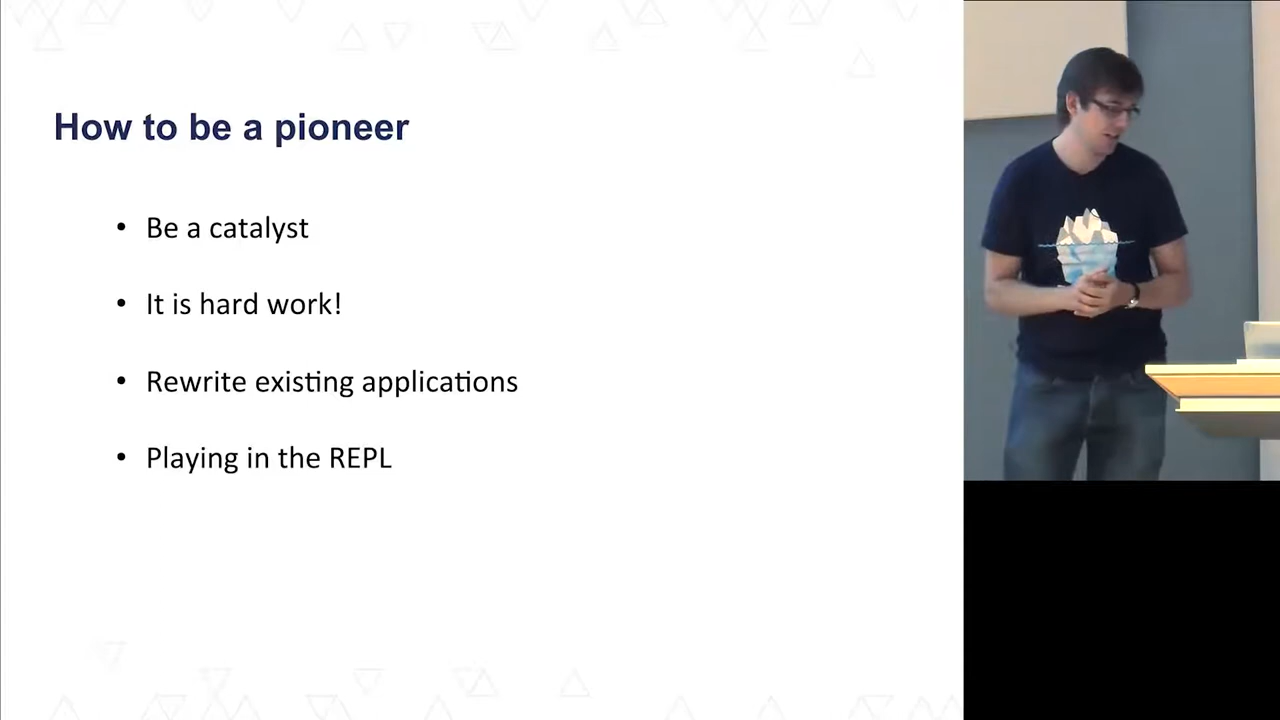 How to be a pioneer
• Be a catalyst
• It is hard work!
• Rewrite existing applications
• Playing in the REPL